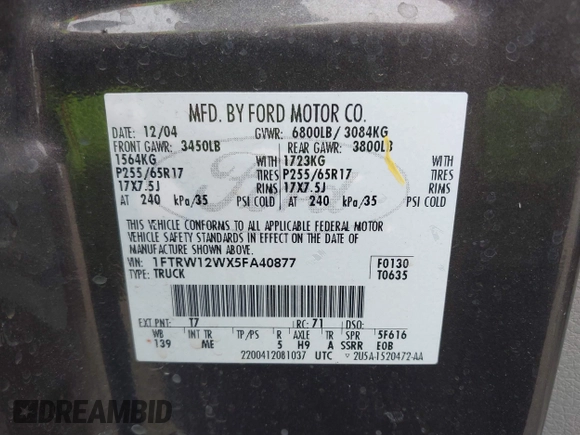 MFD. BY FORD MOTOR CO.
DATE: 12/04 GVWR: 6800LB/ 3084KG
FRONT GAWR: 3450LB REAR GAWR: 3800LB
1564KG WITH 1723KG WITH
P255/65R17 TIRES P255/65R17 TIRES
17X7.5J RIMS 17X7.5J RIMS
AT 240 kPa/35 PSI COLD AT 240 kPa/35 PSI COLD
THIS VEHICLE CONFORMS TO ALL APPLICABLE FEDERAL MOTOR
VEHICLE SAFETY AND THEFT PREVENTION STANDARDS IN EFFECT ON THE DATE OF
MANUFACTURE SHOWN ABOVE.
VIN: 1FTRW12WX5FA40877 F0130
TYPE: TRUCK T0635
EXT PNT: T7 RC: 71 DSO:
WB INT TR TP/PS R AXLE TR SPR 5F616
139 ME 5 H9 A SSRR EOB
2200412081037 UTC 2U5A-1520472-AA
Ford
DREAMBID